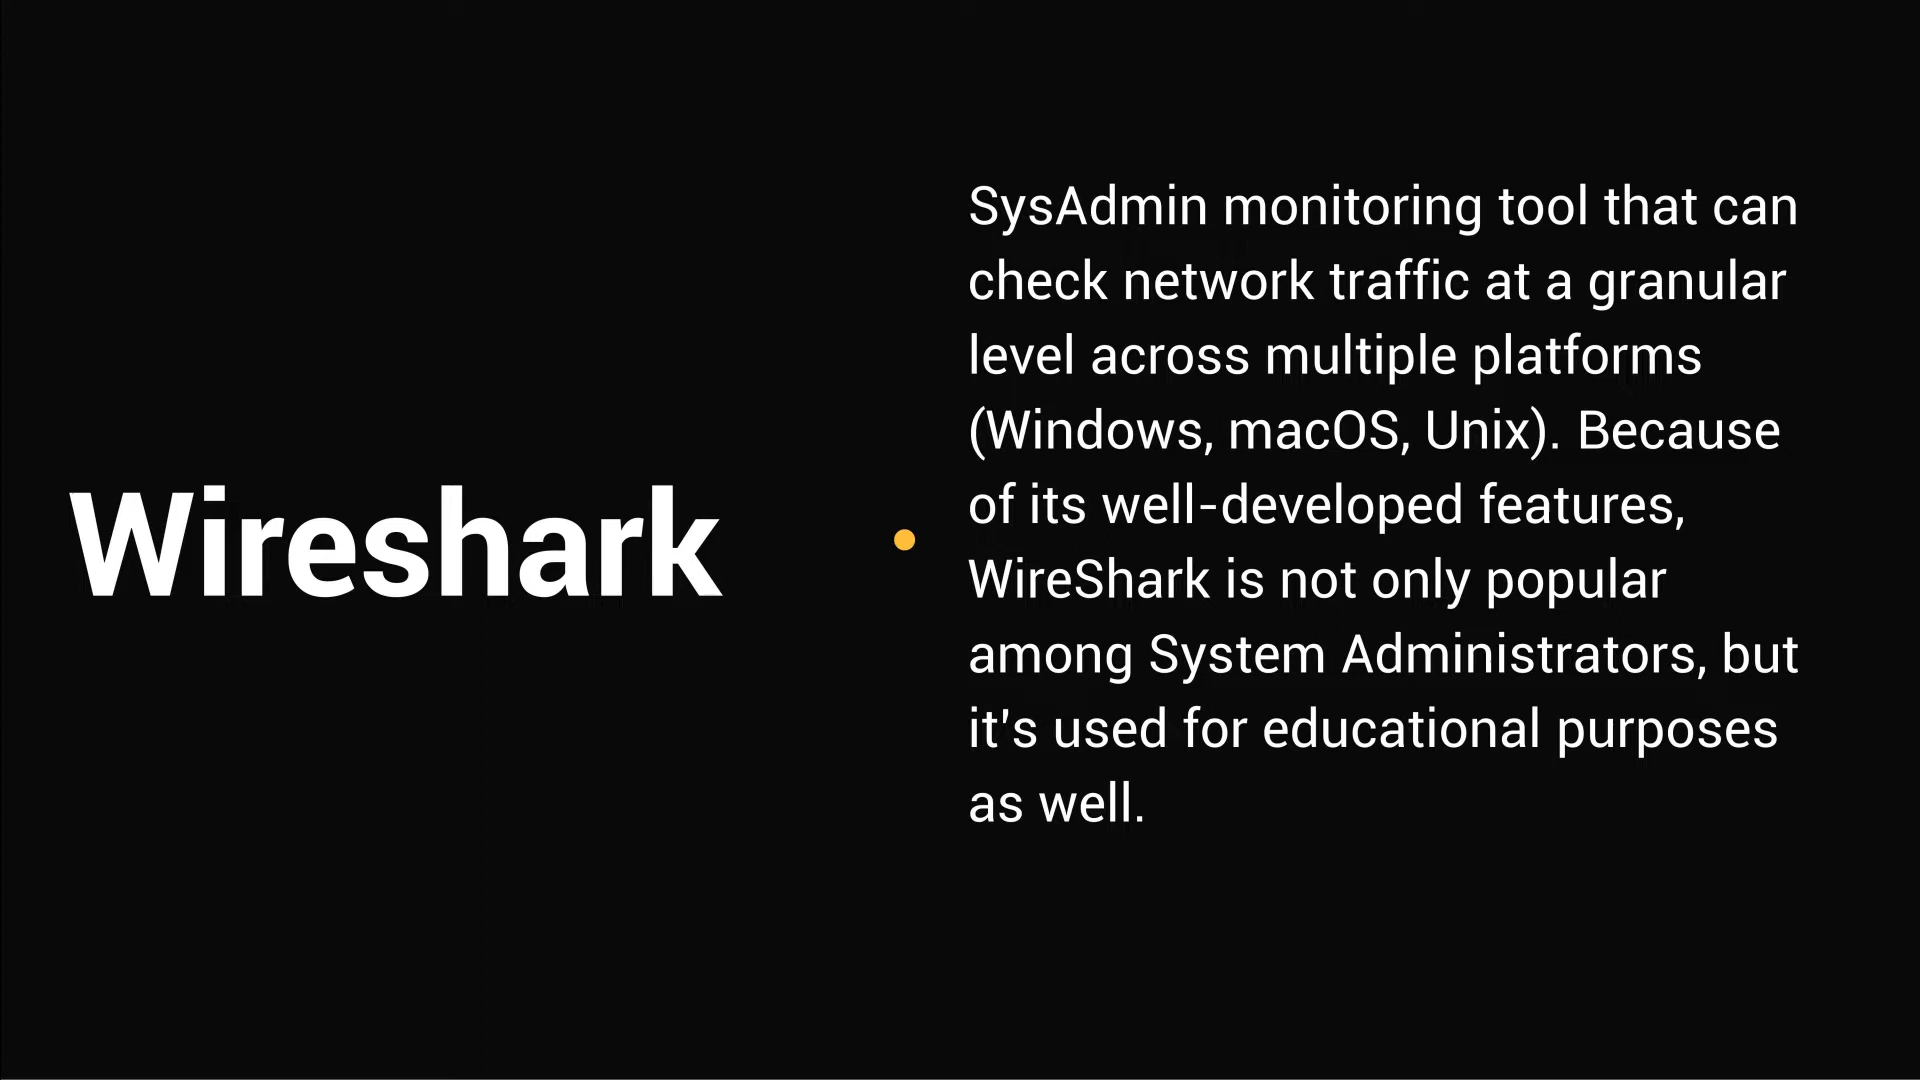 Wireshark
SysAdmin monitoring tool that can
check network traffic at a granular
level across multiple platforms
(Windows, macOS, Unix). Because
of its well-developed features,
WireShark is not only popular
among System Administrators, but
it's used for educational purposes
as well.